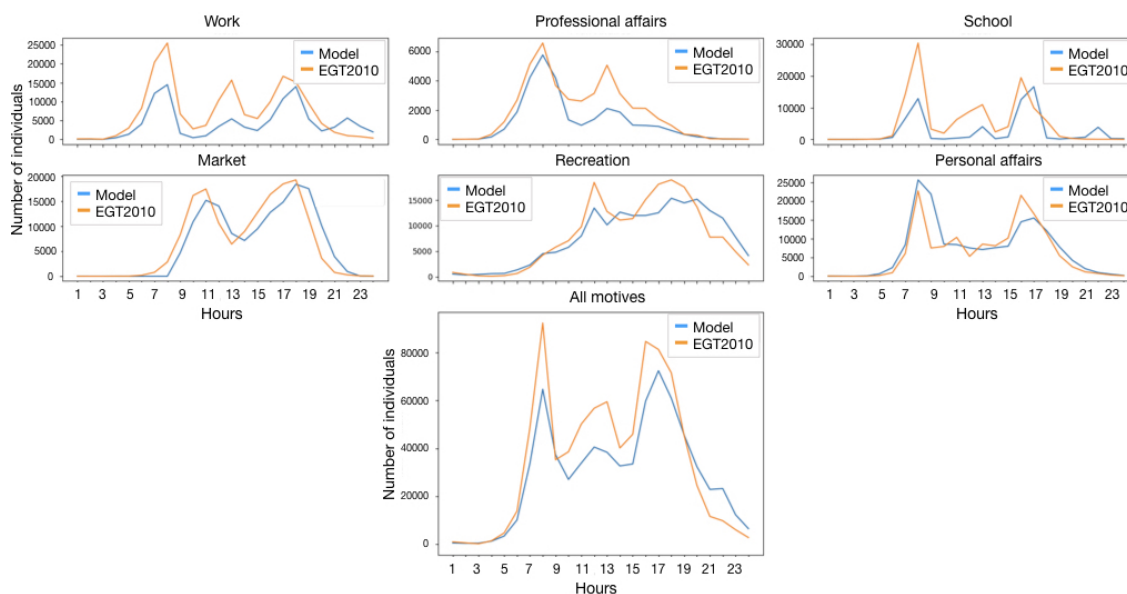 Work
Professional affairs
School
Number of individuals
25000
20000
15000
10000
5000
0
Model
EGT2010
6000
4000
2000
0
Model
EGT2010
30000
20000
10000
0
Model
EGT2010
Market
Recreation
Personal affairs
20000
15000
10000
5000
0
Model
EGT2010
1 3 5 7 9 11 13 15 17 19 21 23
Hours
15000
10000
5000
0
Model
EGT2010
25000
20000
15000
10000
5000
0
Model
EGT2010
1 3 5 7 9 11 13 15 17 19 21 23
Hours
All motives
Number of individuals
80000
60000
40000
20000
0
Model
EGT2010
1 3 5 7 9 11 13 15 17 19 21 23
Hours